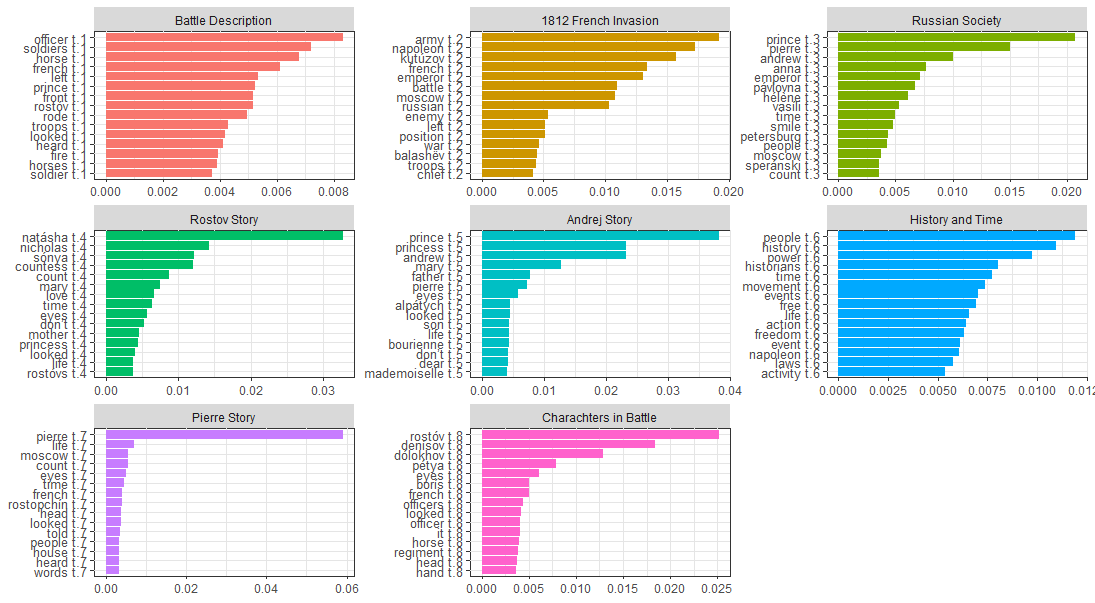 Battle Description
officer t.1
soldiers t.1
horse t.1
french t.1
left t.1
prince t.1
front t.1
rostov t.1
rode t.1
troops t.1
looked t.1
heard t.1
fire t.1
horses t.1
soldier t.1
0.000 0.002 0.004 0.006 0.008
1812 French Invasion
army t.2
napoleon t.2
kutuzov t.2
french t.2
emperor t.2
battle t.2
moscow t.2
russian t.2
enemy t.2
left t.2
position t.2
war t.2
balashev t.2
troops t.2
chef t.2
0.000 0.005 0.010 0.015 0.020
Russian Society
prince t.3
pierre t.3
andrew t.3
anna t.3
emperor t.3
pavlovna t.3
helene t.3
vasili t.3
time t.3
smile t.3
petersburg t.3
people t.3
moscow t.3
speranski t.3
count t.3
0.000 0.005 0.010 0.015 0.020
Rostov Story
natásha t.4
nicholas t.4
sonya t.4
countess t.4
count t.4
mary t.4
love t.4
time t.4
eyes t.4
don't t.4
mother t.4
princess t.4
looked t.4
life t.4
rostovs t.4
0.00 0.01 0.02 0.03
Andrej Story
prince t.5
princess t.5
andrew t.5
mary t.5
father t.5
pierre t.5
eyes t.5
alpátych t.5
looked t.5
son t.5
life t.5
bourienne t.5
don't t.5
dear t.5
mademoiselle t.5
0.00 0.01 0.02 0.03 0.04
History and Time
people t.6
history t.6
power t.6
historians t.6
time t.6
movement t.6
events t.6
free t.6
life t.6
action t.6
freedom t.6
event t.6
napoleon t.6
laws t.6
activity t.6
0.0000 0.0025 0.0050 0.0075 0.0100 0.012
Pierre Story
pierre t.7
life t.7
moscow t.7
count t.7
eyes t.7
time t.7
french t.7
rostopchin t.7
head t.7
looked t.7
told t.7
people t.7
house t.7
heard t.7
words t.7
0.00 0.02 0.04 0.06
Charachters in Battle
rostóv t.8
denisov t.8
dolokhov t.8
pétya t.8
eyes t.8
boris t.8
french t.8
officers t.8
looked t.8
officer t.8
it t.8
horse t.8
regiment t.8
head t.8
hand t.8
0.000 0.005 0.010 0.015 0.020 0.025